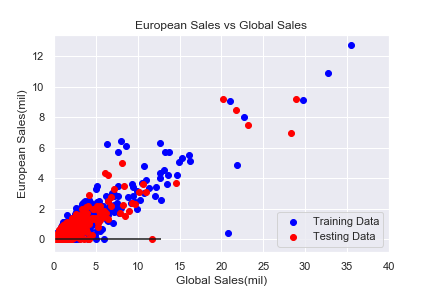 European Sales vs Global Sales
European Sales(mil)
12
10
8
6
4
2
0
Training Data
Testing Data
0 5 10 15 20 25 30 35 40
Global Sales(mil)